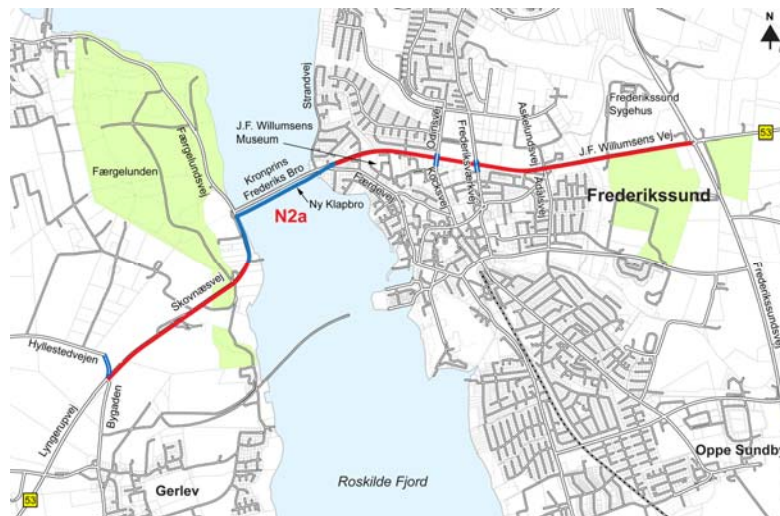 N
Strandvej
J.F. Willumsens
Museum
Odinsvej
Frederiksværkvej
Askelundsvej
Frederikssund
Sygehus
53
J.F. Willumsens Vej
Færgelundsvej
Færgelunden
Kronprins
Frederiks Bro
Ny Klapbro
N2a
Færgevej
Kocksvej
Ådalsvej
Frederikssund
Skovnæsvej
Frederikssundsvej
Hyllestedvejen
Lyngerupvej
Bygaden
Oppe Sundby
Gerlev
Roskilde Fjord
53